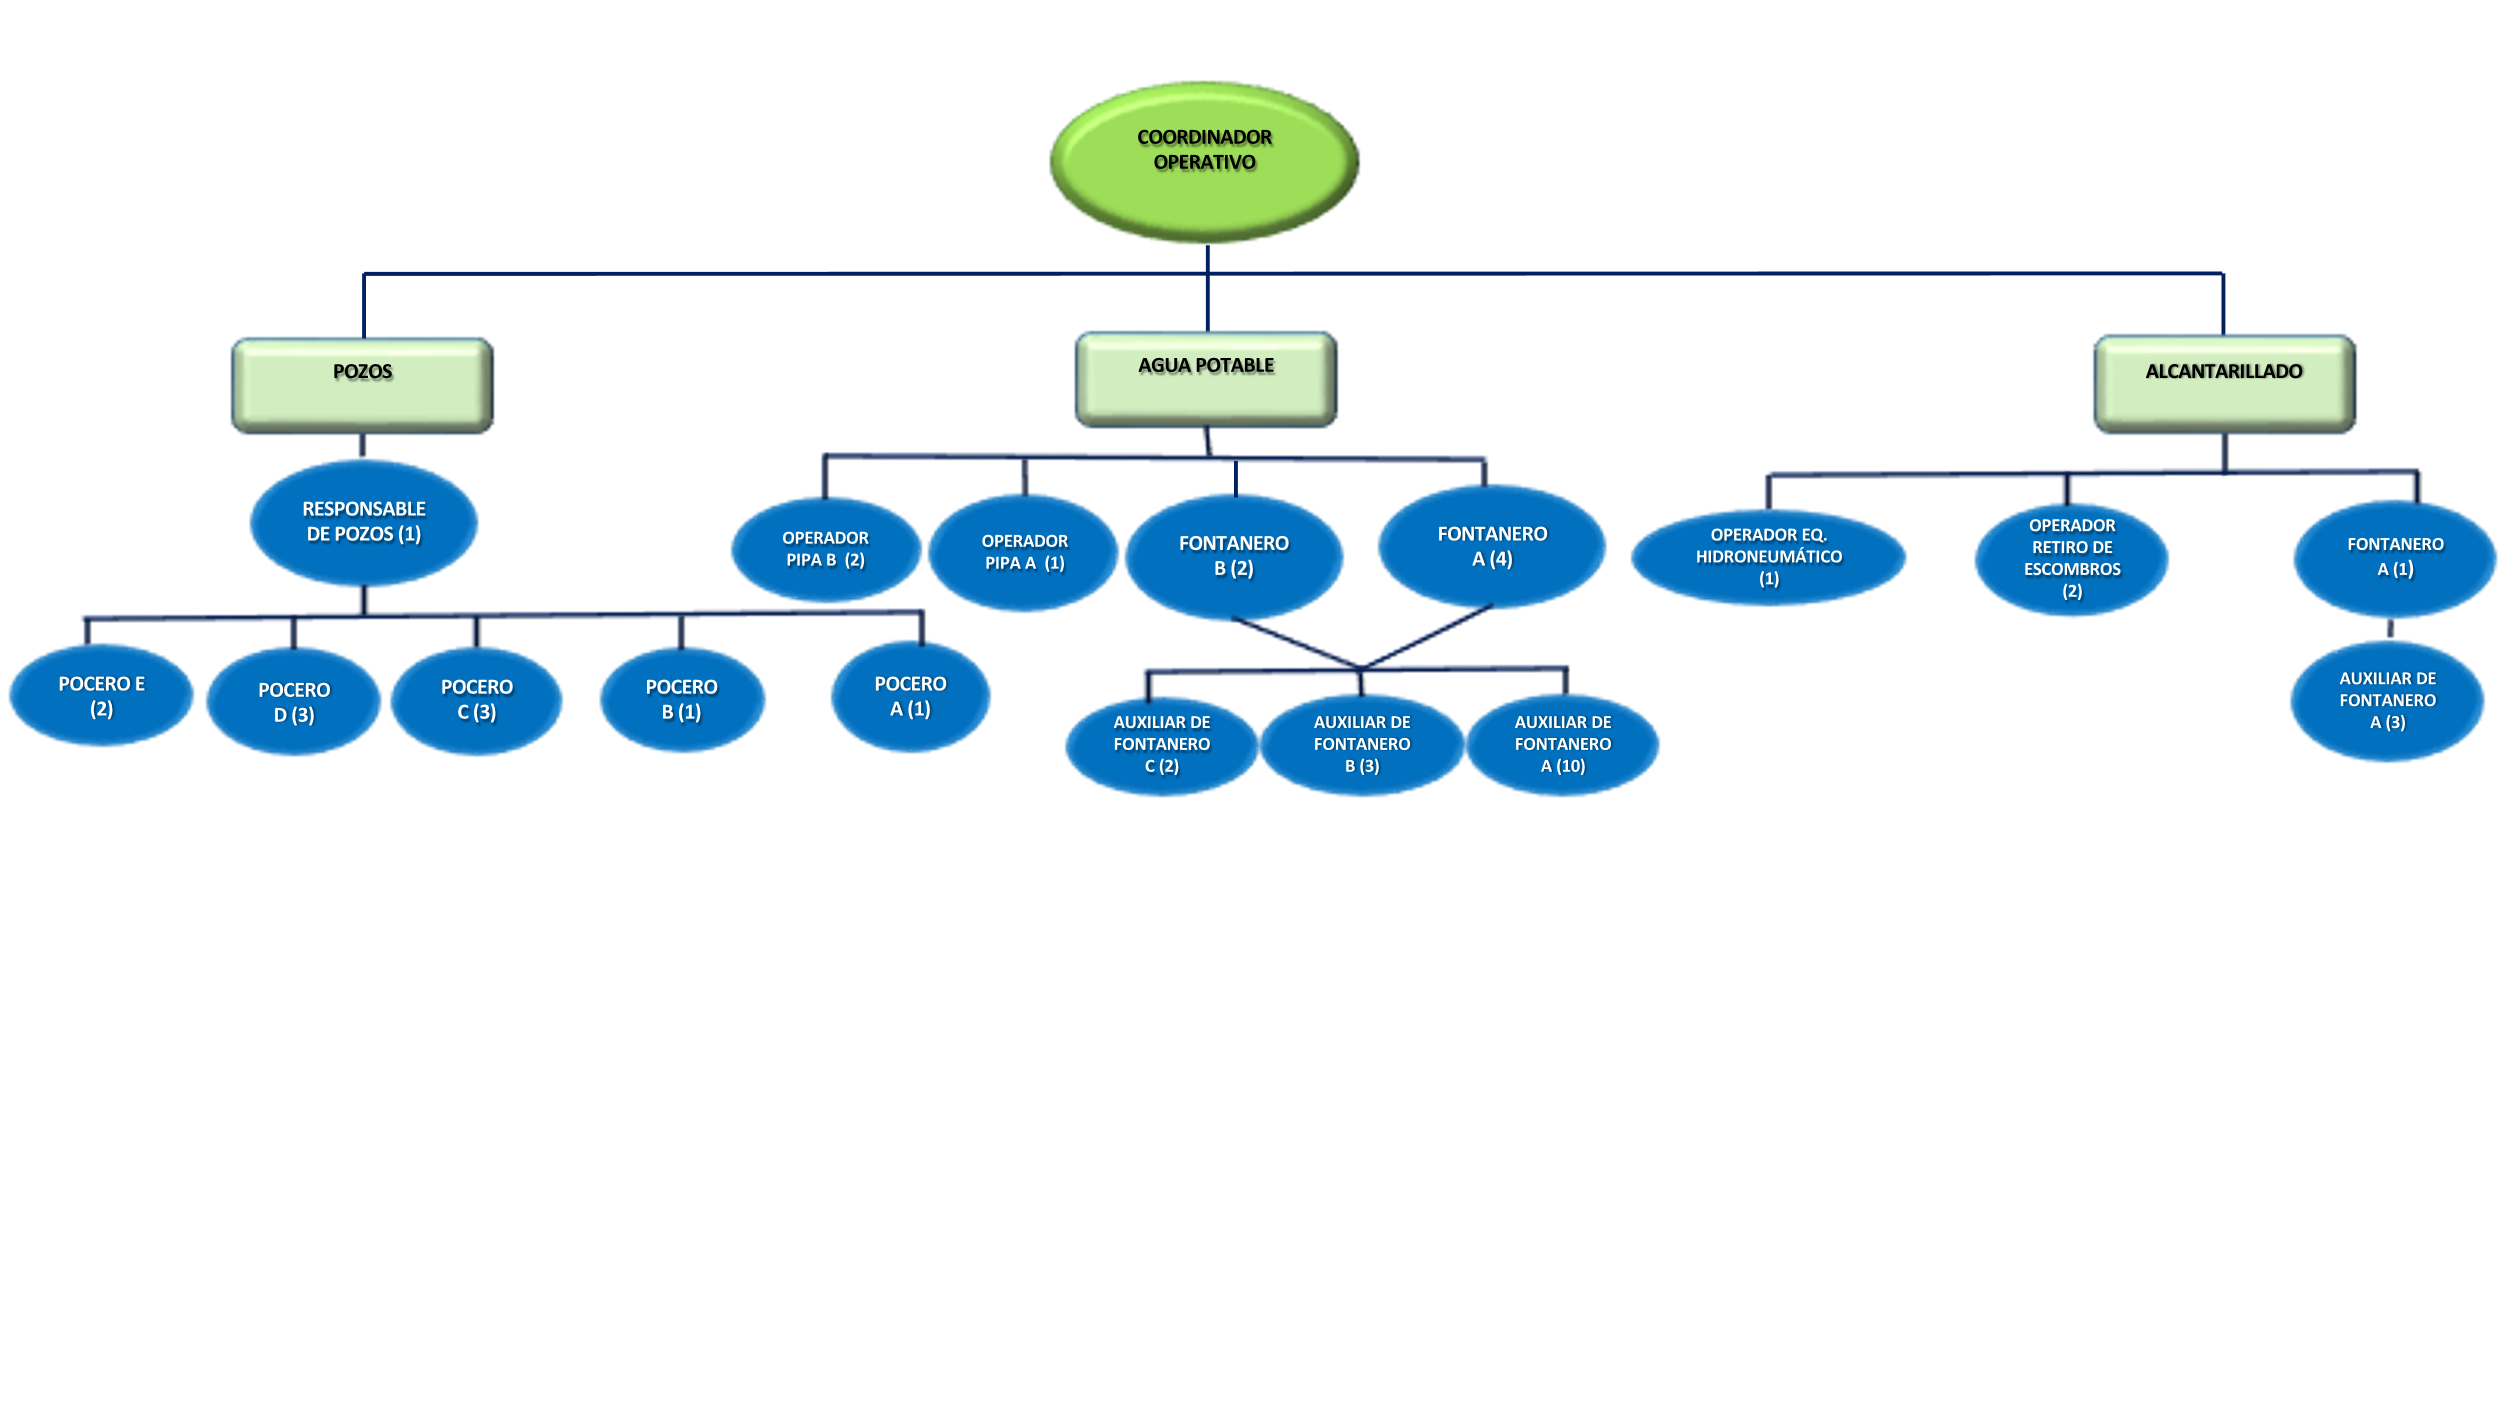 COORDINADOR
OPERATIVO
POZOS
AGUA POTABLE
ALCANTARILLADO
RESPONSABLE
DE POZOS (1)
OPERADOR
PIPA B  (2)
OPERADOR
PIPA A  (1)
FONTANERO
B (2)
FONTANERO
A (4)
OPERADOR EQ.
HIDRONEUMÁTICO
(1)
OPERADOR
RETIRO DE
ESCOMBROS
(2)
FONTANERO
A (1)
POCERO E
(2)
POCERO
D (3)
POCERO
C (3)
POCERO
B (1)
POCERO
A (1)
AUXILIAR DE
FONTANERO
C (2)
AUXILIAR DE
FONTANERO
B (3)
AUXILIAR DE
FONTANERO
A (10)
AUXILIAR DE
FONTANERO
A (3)